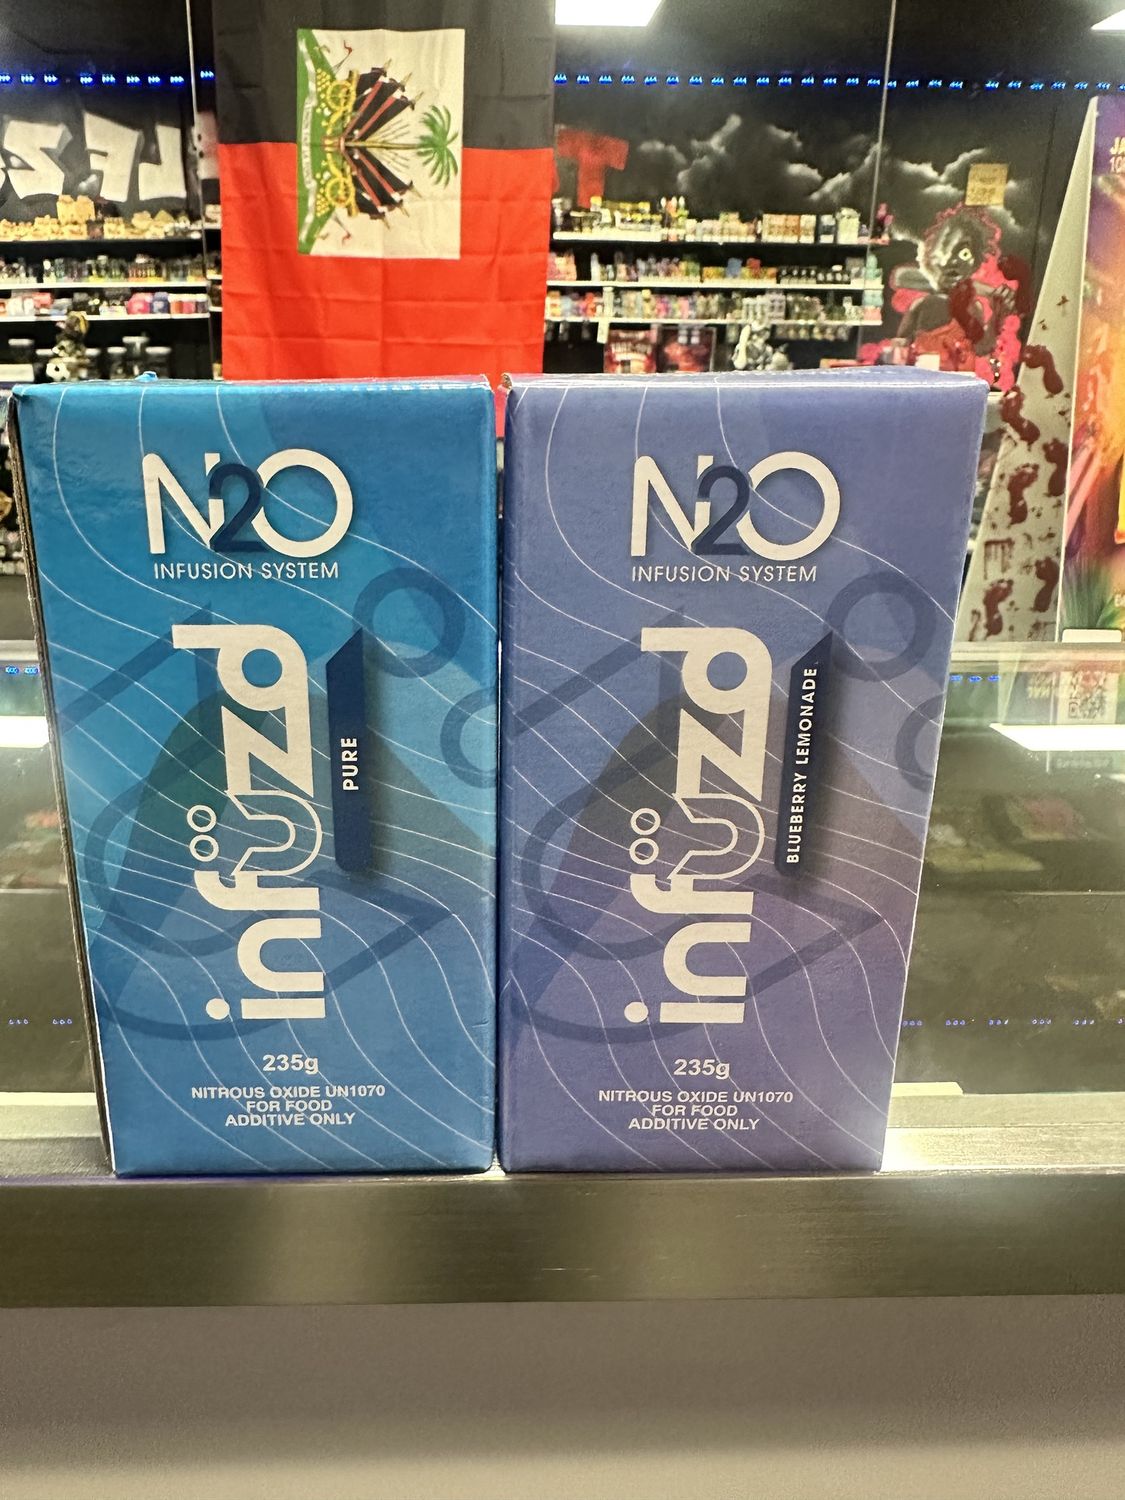 N2O
INFUSION SYSTEM
infüzd
PURE
235g
NITROUS OXIDE UN1070
FOR FOOD
ADDITIVE ONLY
N2O
INFUSION SYSTEM
infüzd
BLUEBERRY LEMONADE
235g
NITROUS OXIDE UN1070
FOR FOOD
ADDITIVE ONLY